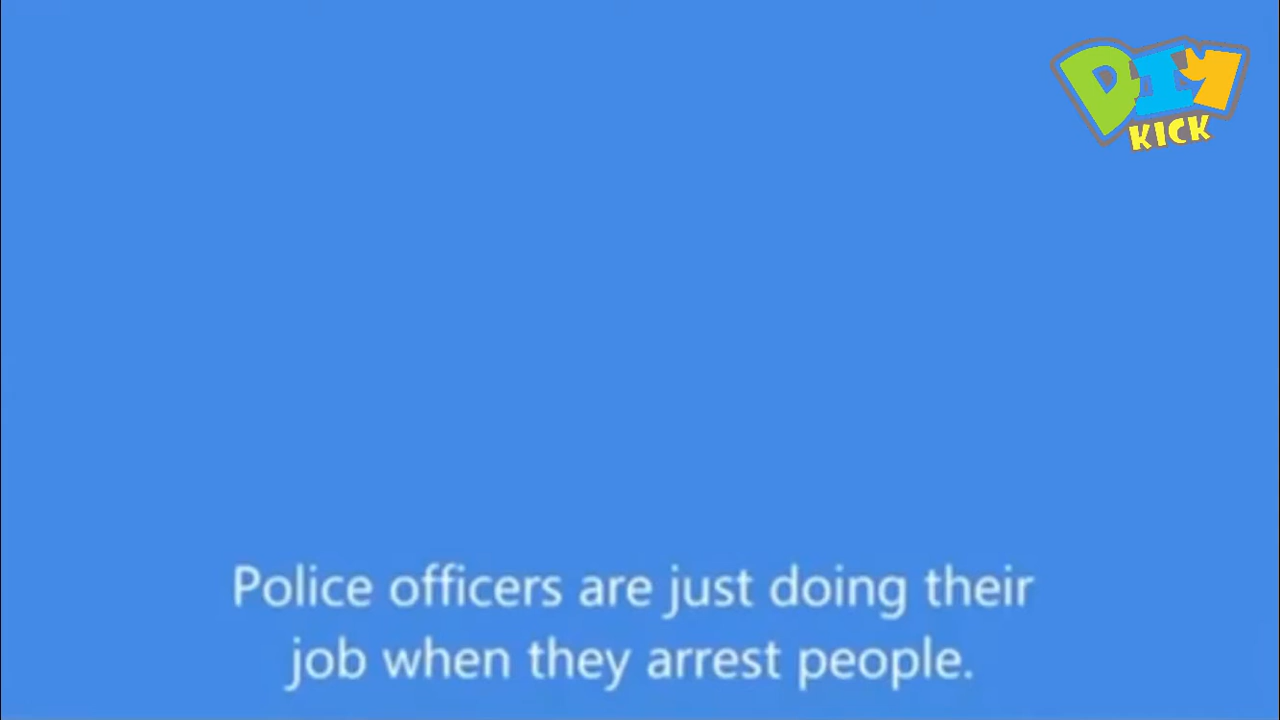 DIY
KICK
Police officers are just doing their
job when they arrest people.